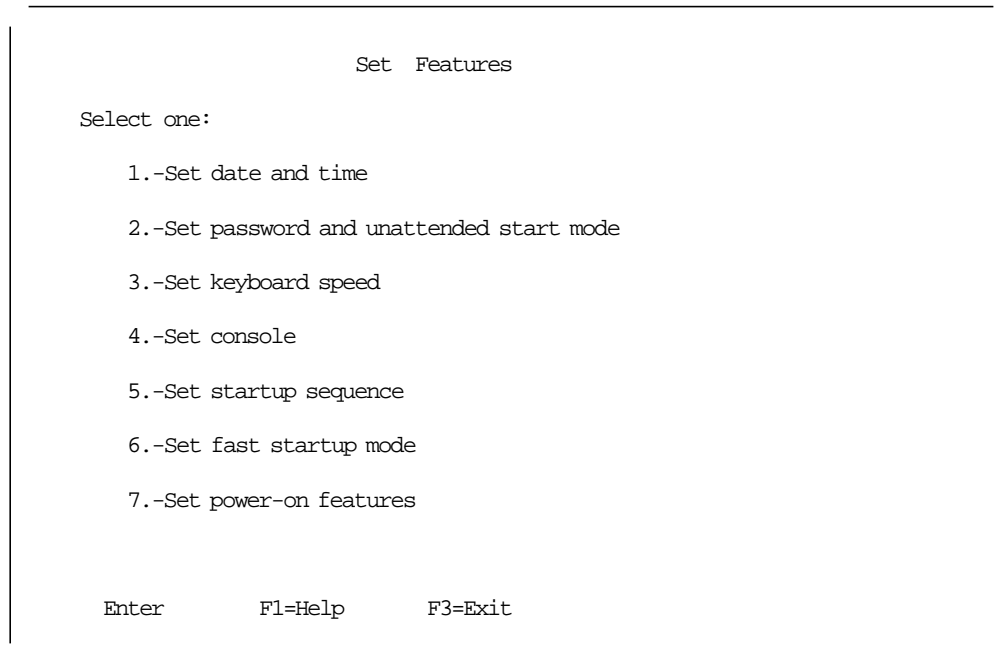 Set Features
Select one:
1.-Set date and time
2.-Set password and unattended start mode
3.-Set keyboard speed
4.-Set console
5.-Set startup sequence
6.-Set fast startup mode
7.-Set power-on features
Enter F1=Help F3=Exit